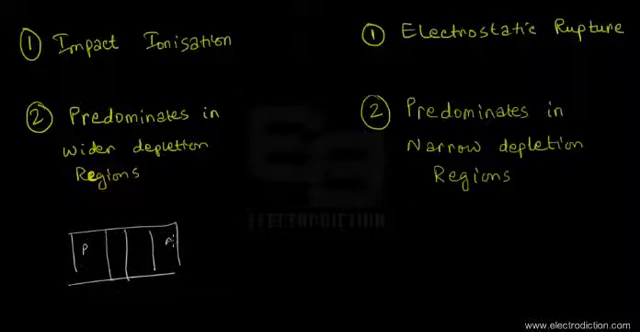 ① Impact Ionisation
② Predominates in
wider depletion
Regions
① Electrostatic Rupture
② Predominates in
Narrow depletion
Regions
P
n
ELECTRODICTION
www.electrodiction.com